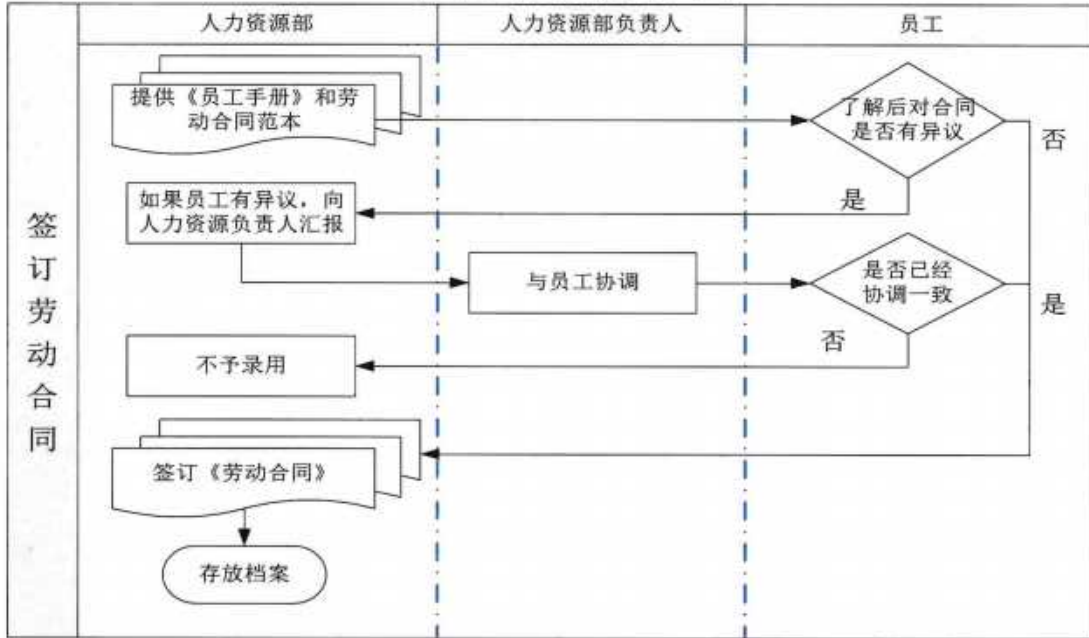 人力资源部
人力资源部负责人
员工
签订劳动合同
提供《员工手册》和劳
动合同范本
了解后对合同
是否有异议
否
是
如果员工有异议，向
人力资源负责人汇报
与员工协调
是否已经
协调一致
是
否
不予录用
签订《劳动合同》
存放档案